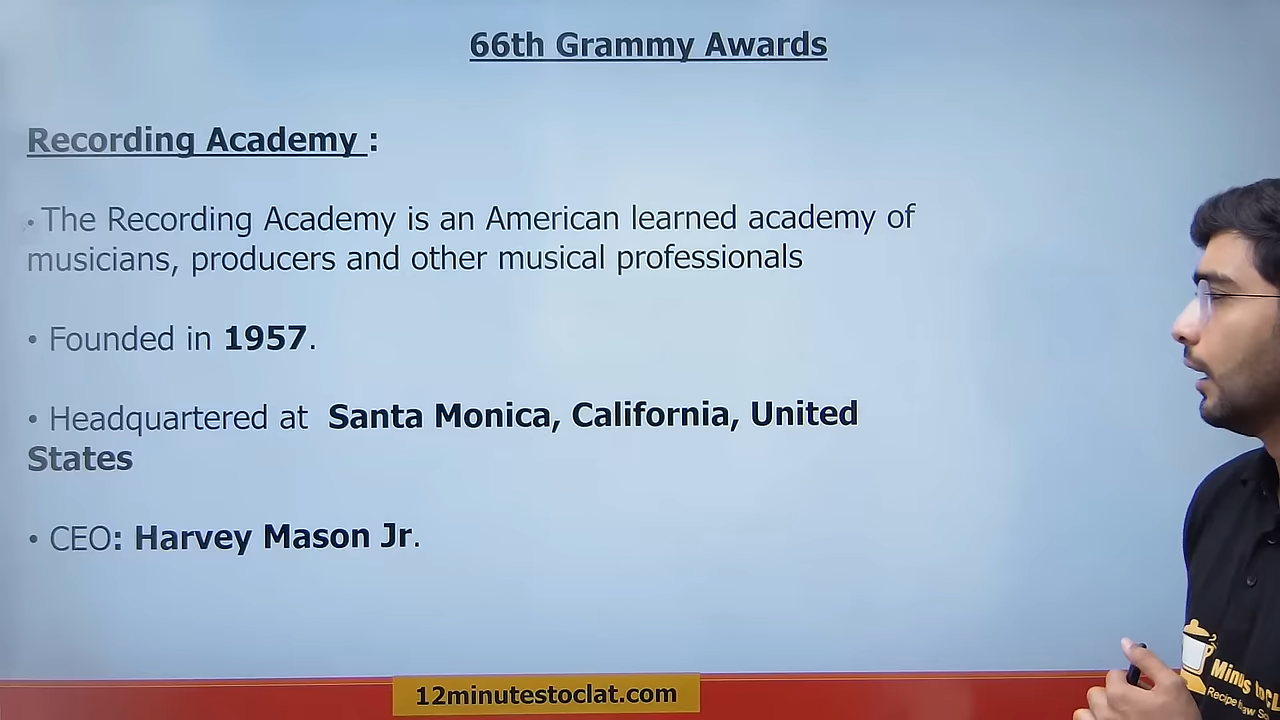 66th Grammy Awards
Recording Academy :
• The Recording Academy is an American learned academy of
musicians, producers and other musical professionals
• Founded in 1957.
• Headquartered at Santa Monica, California, United
States
• CEO: Harvey Mason Jr.
12minutestoclat.com